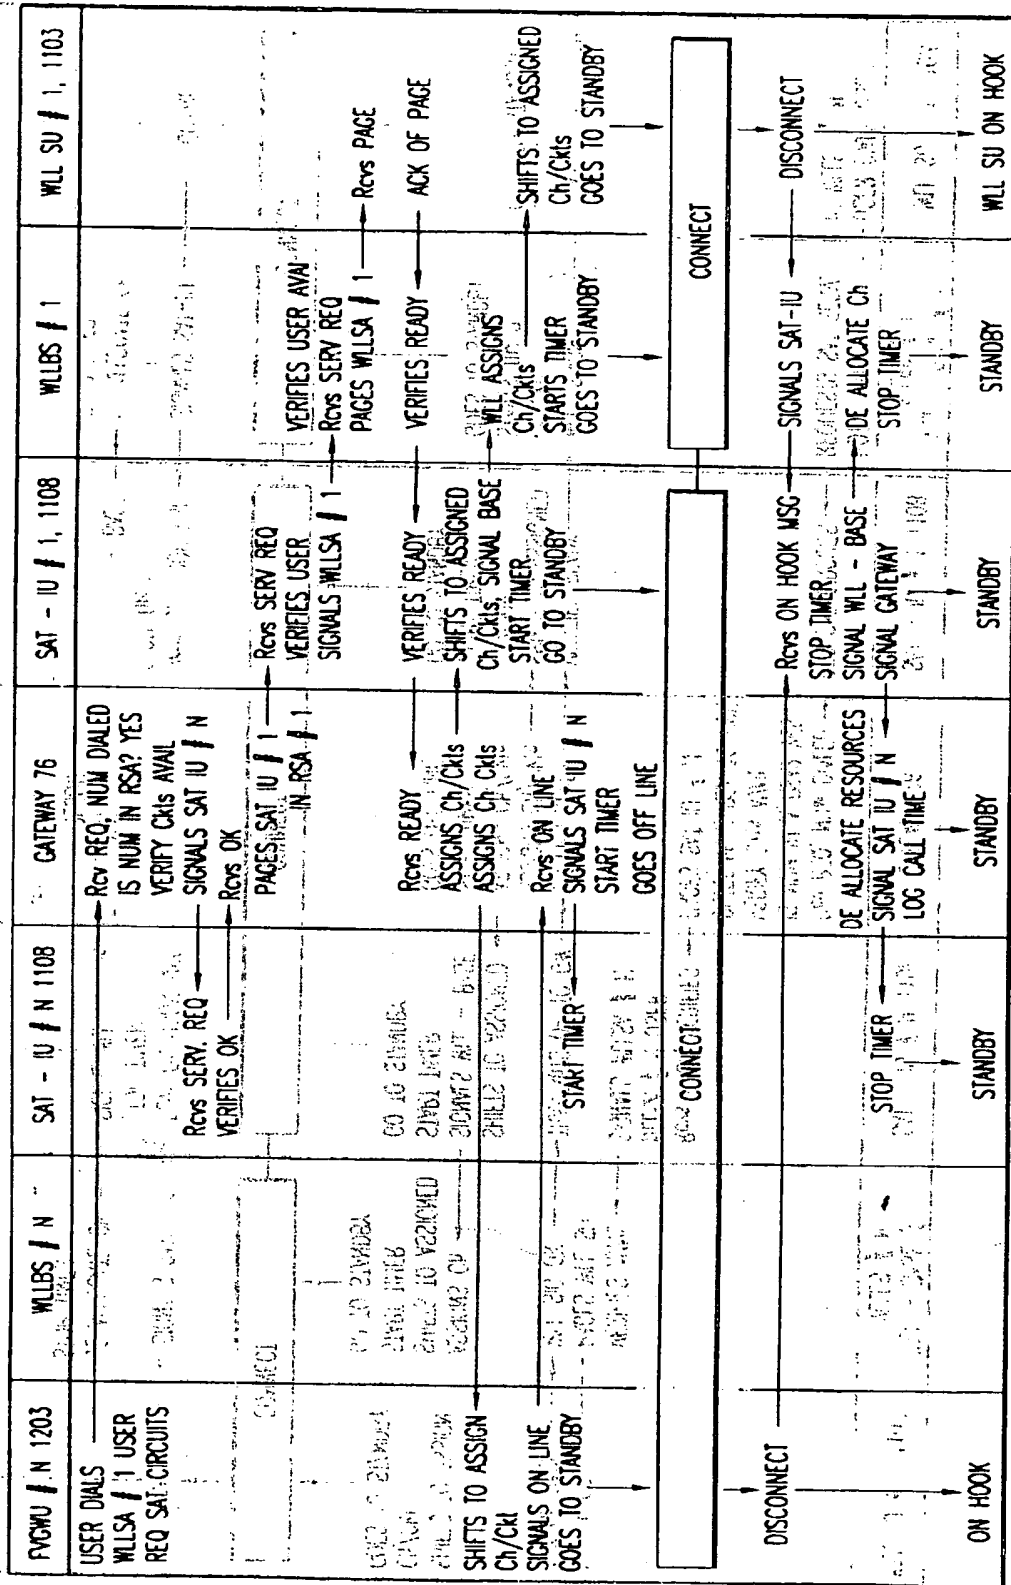 FVGWU / N 1203
WLLBS / N
SAT - IU / N 1108
GATEWAY 76
SAT - IU / 1, 1108
WLLBS / 1
WLL SU / 1, 1103
USER DIALS
WLLSA / 1 USER
REQ SAT CIRCUITS
Rcv REQ, NUM DIALED
IS NUM IN RSA? YES
VERIFY Ckts AVAIL
SIGNALS SAT IU / N
Rcvs SERV. REQ
VERIFIES OK
Rcvs OK
PAGES SAT IU / 1
IN RSA / 1
Rcvs SERV REQ
VERIFIES USER
SIGNALS WLLSA / 1
VERIFIES USER AVAI
Rcvs SERV REQ
PAGES WLLSA / 1
Rcvs PAGE
ACK OF PAGE
VERIFIES READY
VERIFIES READY
Rcvs READY
ASSIGNS Ch/Ckts
ASSIGNS Ch Ckts
SHIFTS TO ASSIGNED
Ch/Ckts, SIGNAL BASE
START TIMER
GO TO STANDBY
WLL ASSIGNS
Ch/Ckts
STARTS TIMER
GOES TO STANDBY
SHIFTS TO ASSIGNED
Ch/Ckts
GOES TO STANDBY
SHIFTS TO ASSIGN
Ch/Ckt
SIGNALS ON LINE
GOES TO STANDBY
Rcvs ON LINE
SIGNALS SAT IU / N
START TIMER
GOES OFF LINE
START TIMER
CONNECT
CONNECT
DISCONNECT
DISCONNECT
SIGNALS SAT-IU
Rcvs ON HOOK MSG
STOP TIMER
SIGNAL WLL - BASE
SIGNAL GATEWAY
DE ALLOCATE Ch
STOP TIMER
DE ALLOCATE RESOURCES
SIGNAL SAT IU / N
LOG CALL TIME
STOP TIMER
ON HOOK
STANDBY
STANDBY
STANDBY
STANDBY
WLL SU ON HOOK